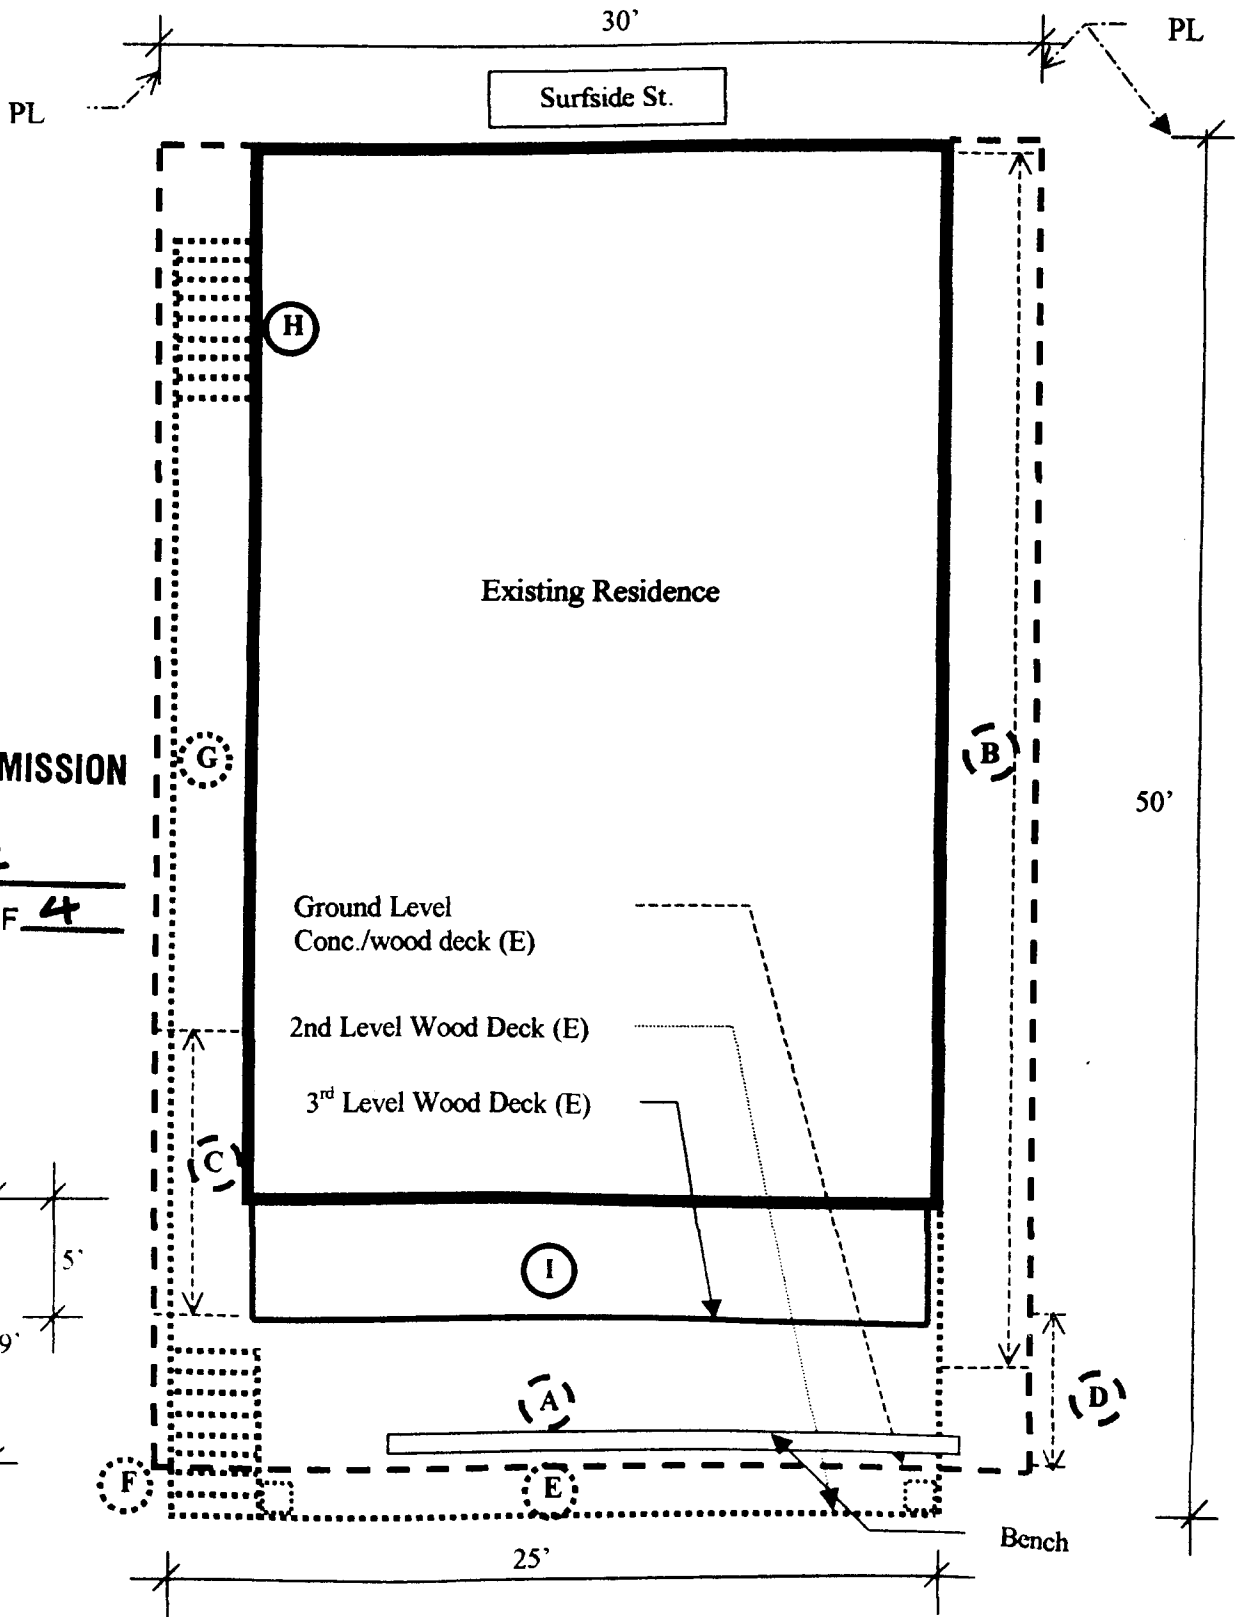 30’
PL
PL
Surfside St.
H
Existing Residence
MISSION
G
B
50’
F 4
Ground Level
Conc./wood deck (E)
2nd Level Wood Deck (E)
3rd Level Wood Deck (E)
C
5’
I
9’
A
D
F
E
Bench
25’